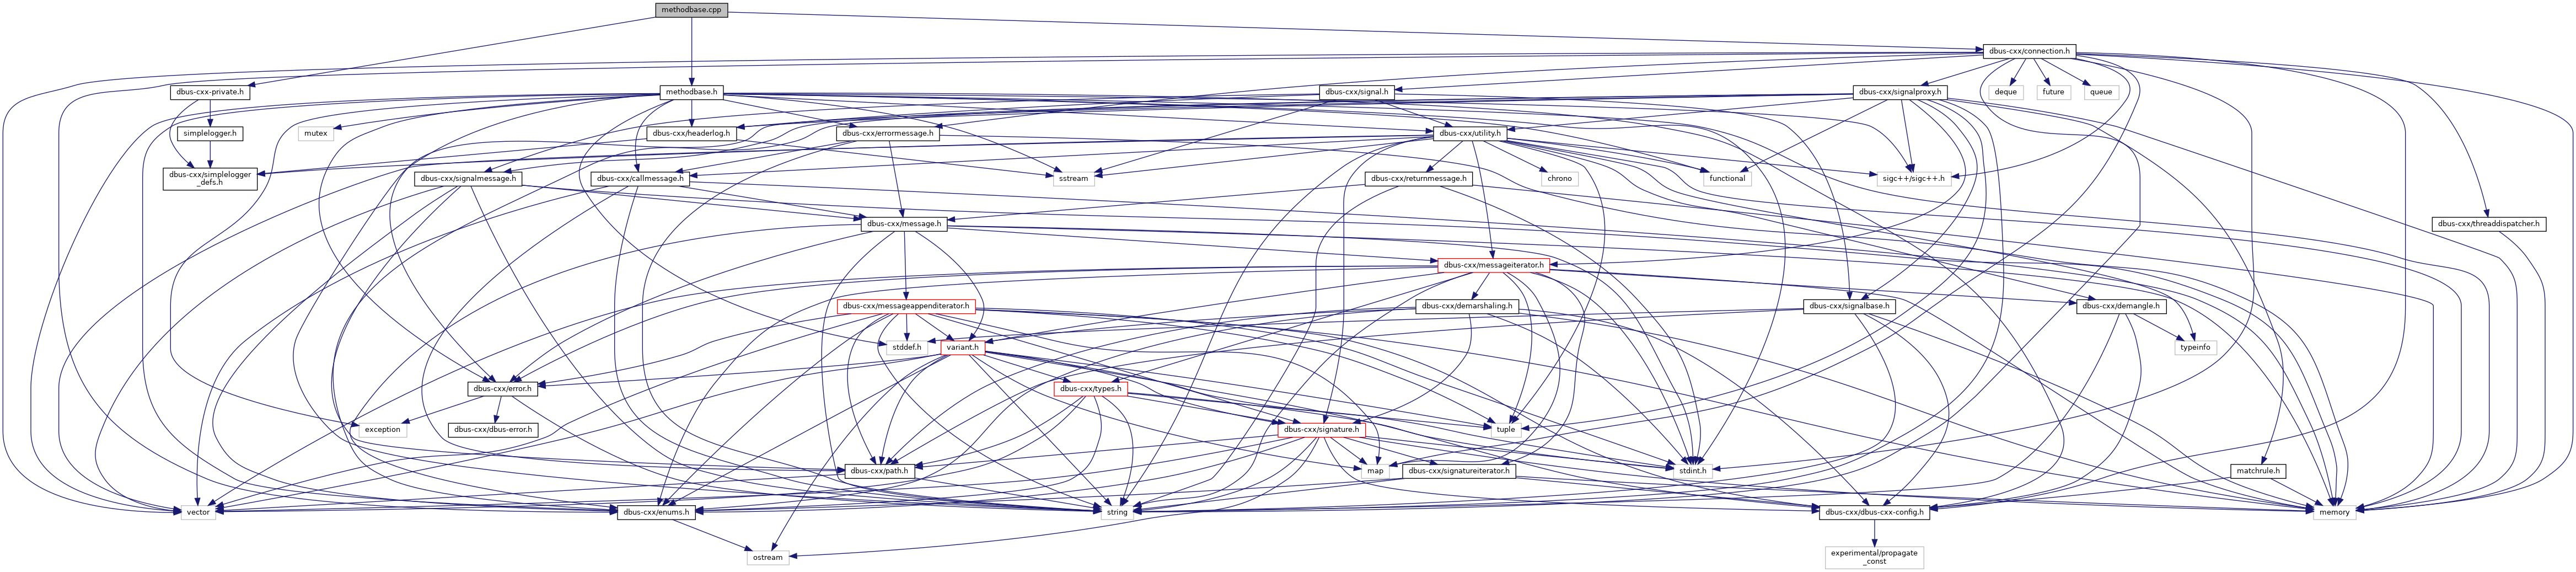 methodbase.cpp
dbus-cxx/connection.h
dbus-cxx-private.h
methodbase.h
dbus-cxx/signal.h
dbus-cxx/signalproxy.h
deque
future
queue
mutex
simplelogger.h
dbus-cxx/headerlog.h
dbus-cxx/errormessage.h
dbus-cxx/utility.h
dbus-cxx/simplelogger
_defs.h
dbus-cxx/signalmessage.h
dbus-cxx/callmessage.h
sstream
dbus-cxx/returnmessage.h
chrono
functional
sigc++/sigc++.h
dbus-cxx/message.h
dbus-cxx/threaddispatcher.h
dbus-cxx/messageiterator.h
dbus-cxx/messageappenditerator.h
dbus-cxx/demarshaling.h
dbus-cxx/signalbase.h
dbus-cxx/demangle.h
stddef.h
variant.h
typeinfo
dbus-cxx/error.h
dbus-cxx/types.h
exception
dbus-cxx/dbus-error.h
dbus-cxx/signature.h
tuple
dbus-cxx/path.h
map
dbus-cxx/signatureiterator.h
stdint.h
matchrule.h
vector
dbus-cxx/enums.h
string
dbus-cxx/dbus-cxx-config.h
memory
ostream
experimental/propagate
_const